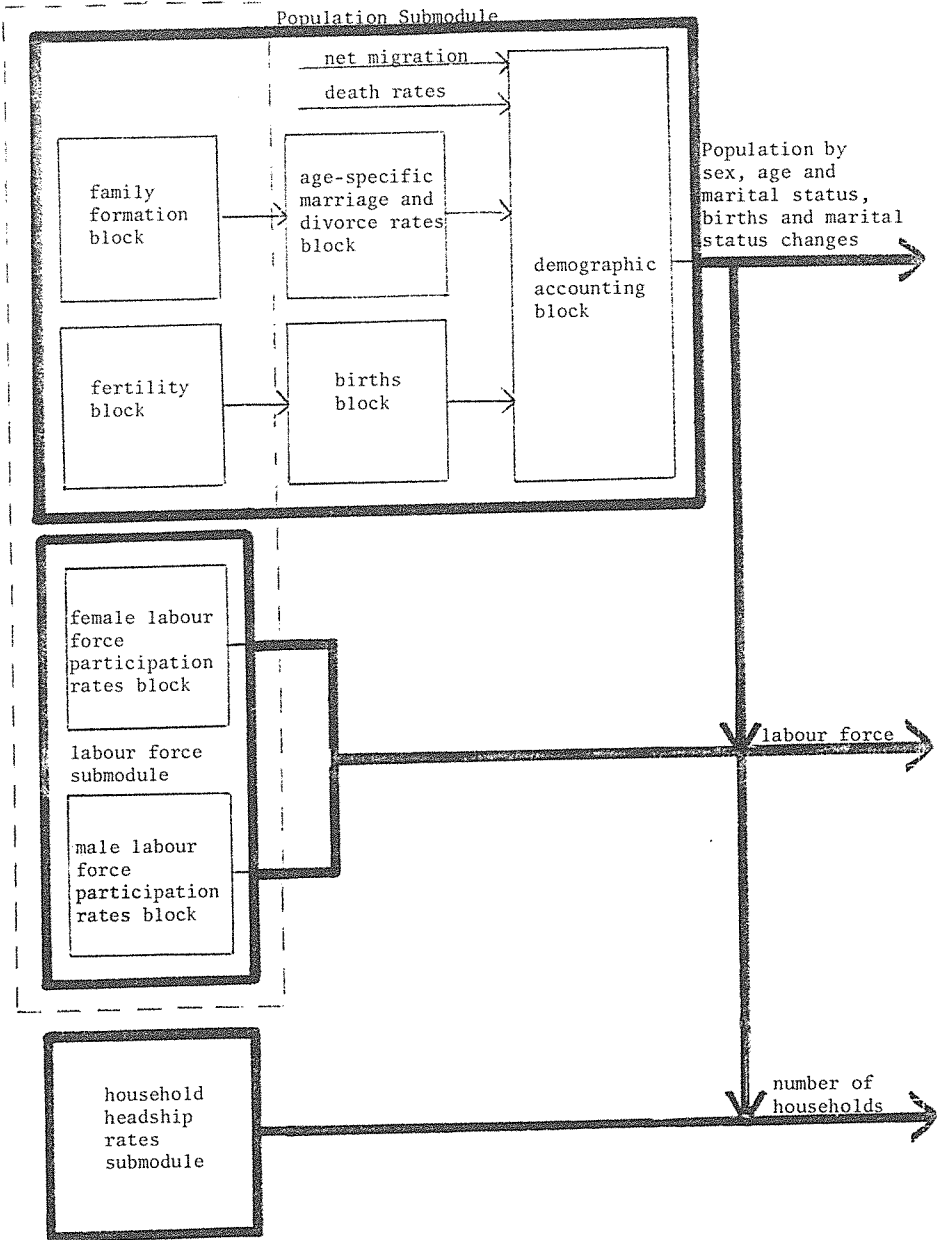 Population Submodule
net migration
death rates
family
formation
block
age-specific
marriage and
divorce rates
block
demographic
accounting
block
Population by
sex, age and
marital status,
births and marital
status changes
fertility
block
births
block
female labour
force
participation
rates block
labour force
submodule
male labour
force
participation
rates block
labour force
household
headship
rates
submodule
number of
households